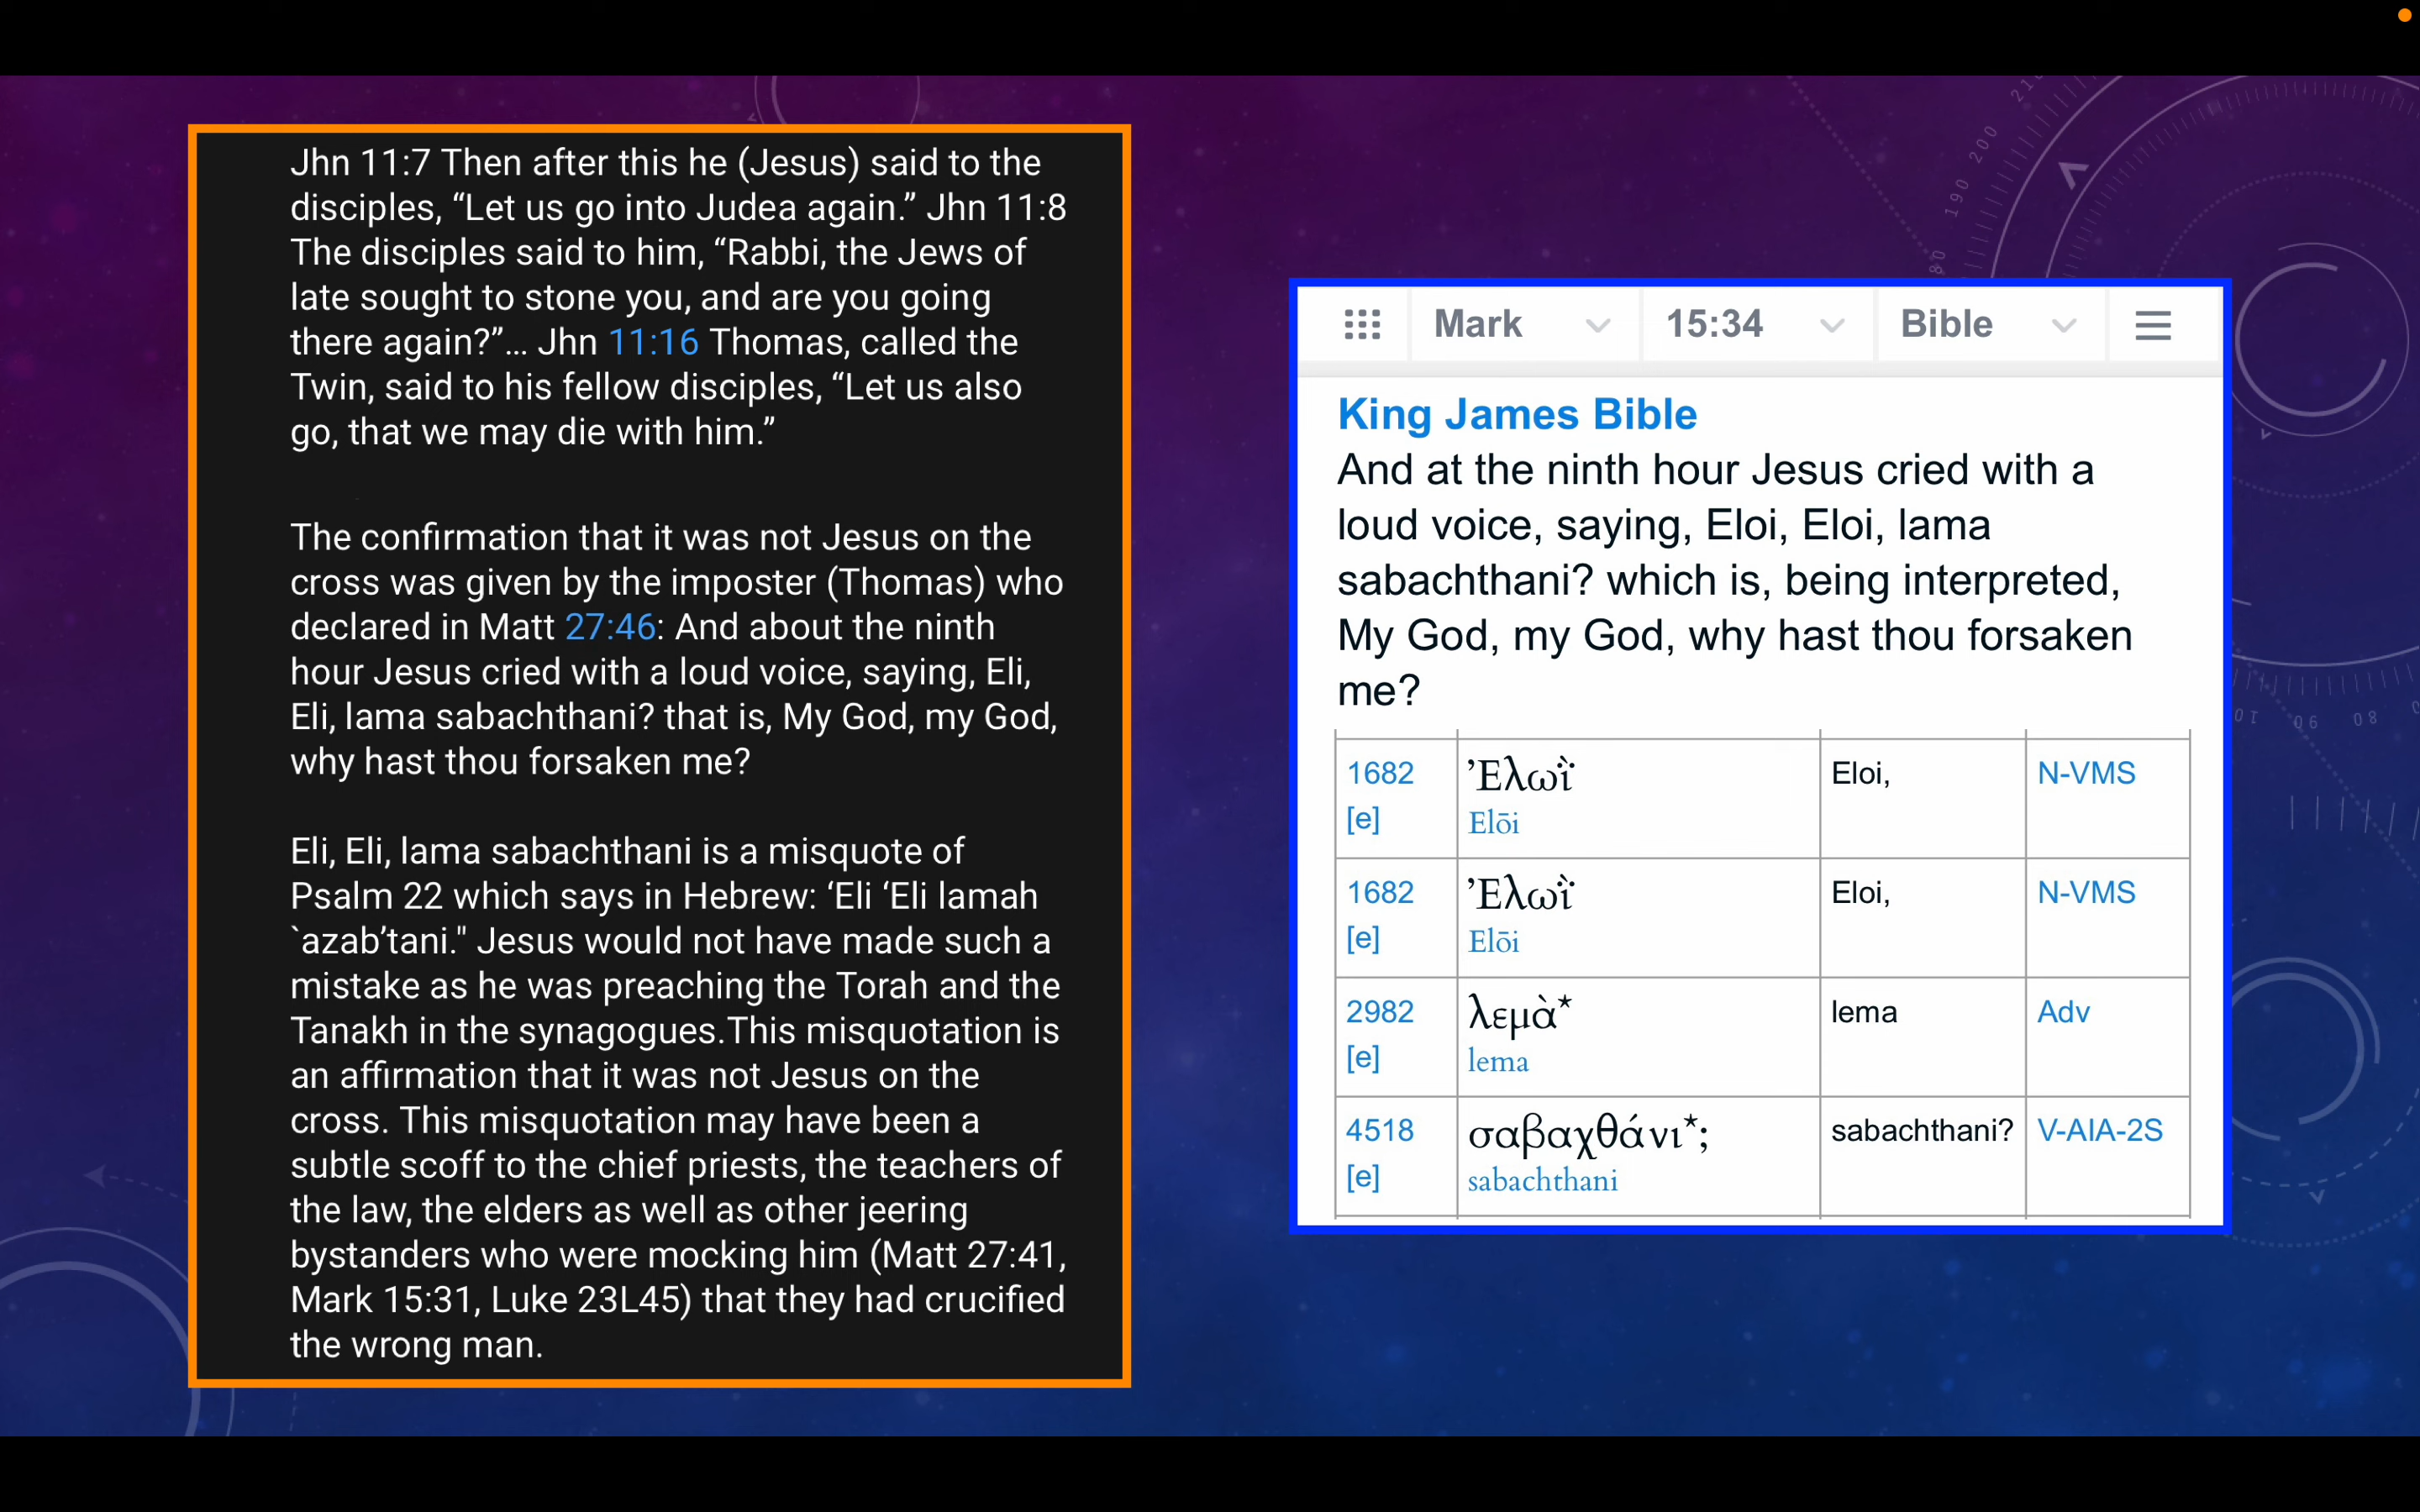 Jhn 11:7 Then after this he (Jesus) said to the
disciples, “Let us go into Judea again.” Jhn 11:8
The disciples said to him, “Rabbi, the Jews of
late sought to stone you, and are you going
there again?”... Jhn 11:16 Thomas, called the
Twin, said to his fellow disciples, “Let us also
go, that we may die with him.”
The confirmation that it was not Jesus on the
cross was given by the imposter (Thomas) who
declared in Matt 27:46: And about the ninth
hour Jesus cried with a loud voice, saying, Eli,
Eli, lama sabachthani? that is, My God, my God,
why hast thou forsaken me?
Eli, Eli, lama sabachthani is a misquote of
Psalm 22 which says in Hebrew: ‘Eli ‘Eli lamah
`azab’tani." Jesus would not have made such a
mistake as he was preaching the Torah and the
Tanakh in the synagogues.This misquotation is
an affirmation that it was not Jesus on the
cross. This misquotation may have been a
subtle scoff to the chief priests, the teachers of
the law, the elders as well as other jeering
bystanders who were mocking him (Matt 27:41,
Mark 15:31, Luke 23L45) that they had crucified
the wrong man.
Mark 15:34 Bible
King James Bible
And at the ninth hour Jesus cried with a
loud voice, saying, Eloi, Eloi, lama
sabachthani? which is, being interpreted,
My God, my God, why hast thou forsaken
me?
1682 Ἐλωῒ Eloi, N-VMS
[e] Elōi
1682 Ἐλωῒ Eloi, N-VMS
[e] Elōi
2982 λεμὰ* lema Adv
[e] lema
4518 σαβαχθάνι*; sabachthani? V-AIA-2S
[e] sabachthani
190 200
80 90